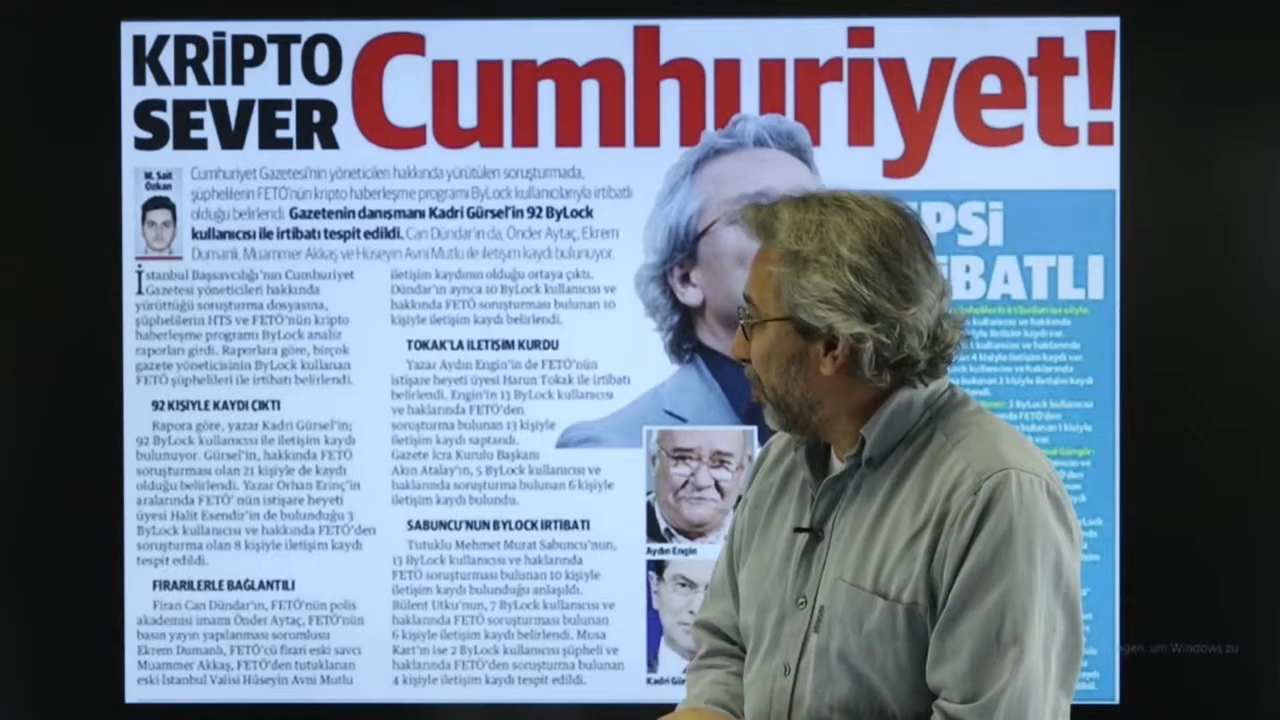 KRİPTO
SEVER
Cumhuriyet!
M. Sait
Özkan
Cumhuriyet Gazetesi'nin yöneticileri hakkında yürütülen soruşturmada,
şüphelilerin FETÖ'nün kripto haberleşme programı ByLock kullanıcılarıyla irtibatlı
olduğu belirlendi. Gazetenin danışmanı Kadri Gürsel'in 92 ByLock
kullanıcısı ile irtibatı tespit edildi. Can Dündar'ın da, Önder Aytaç, Ekrem
Dumanlı, Muammer Akkaş ve Hüseyin Avni Mutlu ile iletişim kaydı bulunuyor.
İstanbul Başsavcılığı'nın Cumhuriyet
Gazetesi yöneticileri hakkında
yürüttüğü soruşturma dosyasına,
şüphelilerin HTS ve FETÖ'nün kripto
haberleşme programı ByLock analiz
raporları girdi. Raporlara göre, birçok
gazete yöneticisinin ByLock kullanan
FETÖ şüphelileri ile irtibatı belirlendi.
92 KİŞİYLE KAYDI ÇIKTI
Rapora göre, yazar Kadri Gürsel'in;
92 ByLock kullanıcısı ile iletişim kaydı
bulunuyor. Gürsel'in, hakkında FETÖ
soruşturması olan 21 kişiyle de kaydı
olduğu belirlendi. Yazar Orhan Erinç'in
aralarında FETÖ' nün istişare heyeti
üyesi Halit Esendir'in de bulunduğu 3
ByLock kullanıcısı ve hakkında FETÖ'den
soruşturma olan 8 kişiyle iletişim kaydı
tespit edildi.
FİRARİLERLE BAĞLANTILI
Firari Can Dündar'ın, FETÖ'nün polis
akademisi imamı Önder Aytaç, FETÖ'nün
basın yayın yapılanması sorumlusu
Ekrem Dumanlı, FETÖ'cü firari eski savcı
Muammer Akkaş, FETÖ'den tutuklanan
eski İstanbul Valisi Hüseyin Avni Mutlu
iletişim kaydının olduğu ortaya çıktı.
Dündar'ın ayrıca 10 ByLock kullanıcısı ve
hakkında FETÖ soruşturması bulunan 10
kişiyle iletişim kaydı belirlendi.
TOKAK'LA İLETİŞİM KURDU
Yazar Aydın Engin'in de FETÖ'nün
istişare heyeti üyesi Harun Tokak ile irtibatı
belirlendi. Engin'in 13 ByLock kullanıcısı
ve haklarında FETÖ'den
soruşturma bulunan 13 kişiyle
iletişim kaydı saptandı.
Gazete İcra Kurulu Başkanı
Akın Atalay'ın, 5 ByLock kullanıcısı ve
haklarında soruşturma bulunan 6 kişiyle
iletişim kaydı bulundu.
SABUNCU'NUN BYLOCK İRTİBATI
Tutuklu Mehmet Murat Sabuncu'nun,
13 ByLock kullanıcısı ve haklarında
FETÖ soruşturması bulunan 10 kişiyle
iletişim kaydı bulunduğu anlaşıldı.
Bülent Utku'nun, 7 ByLock kullanıcısı ve
haklarında FETÖ soruşturması bulunan
6 kişiyle iletişim kaydı belirlendi. Musa
Kart'ın ise 2 ByLock kullanıcısı şüpheli ve
haklarında FETÖ'den soruşturma bulunan
4 kişiyle iletişim kaydı tespit edildi.
PSİ
BATLI
Aydın Engin
Kadri Gür
um Windows zu